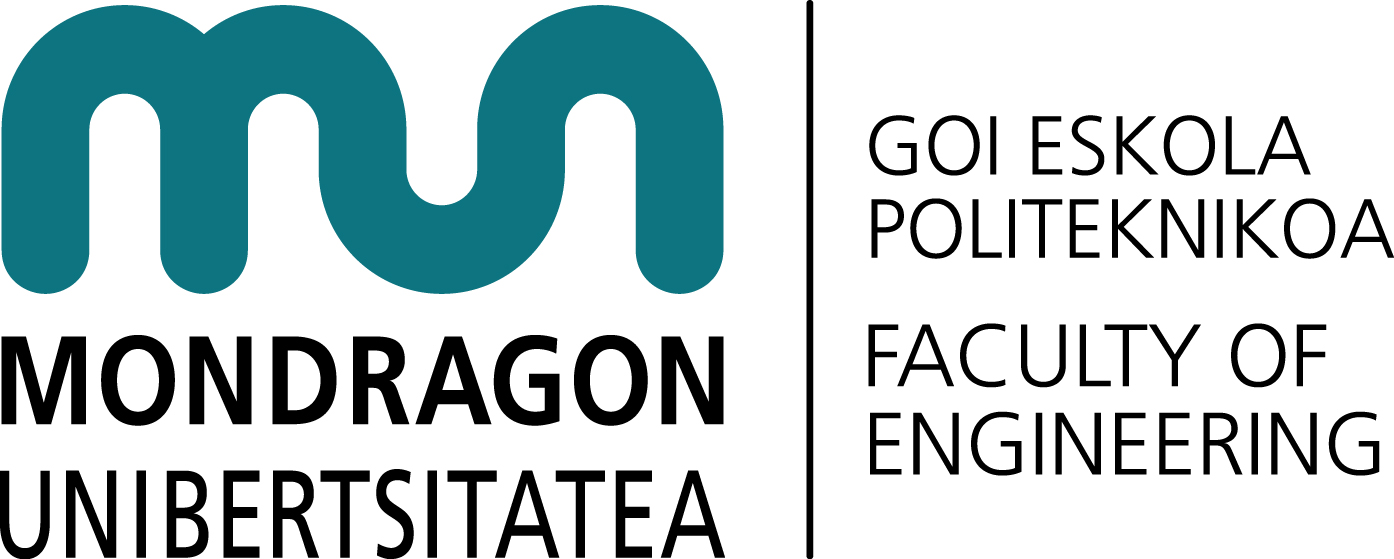 MONDRAGON
UNIBERTSITATEA
GOI ESKOLA
POLITEKNIKOA
FACULTY OF
ENGINEERING